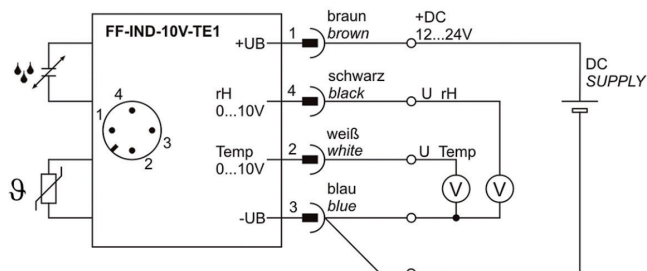 FF-IND-10V-TE1
+UB
1
braun
brown
+DC
12...24V
DC
SUPPLY
rH
0...10V
4
schwarz
black
U rH
4
1
3
2
Temp
0...10V
2
weiß
white
U Temp
V
V
ϑ
-UB
3
blau
blue